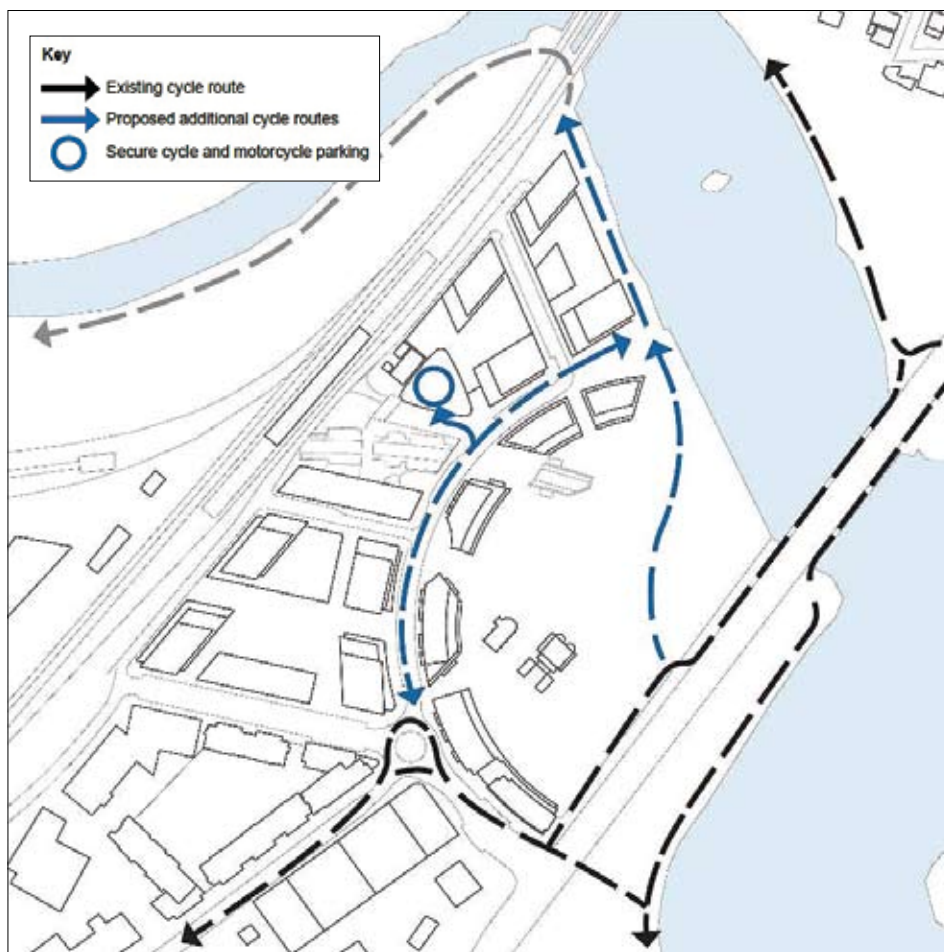 Key
Existing cycle route
Proposed additional cycle routes
Secure cycle and motorcycle parking